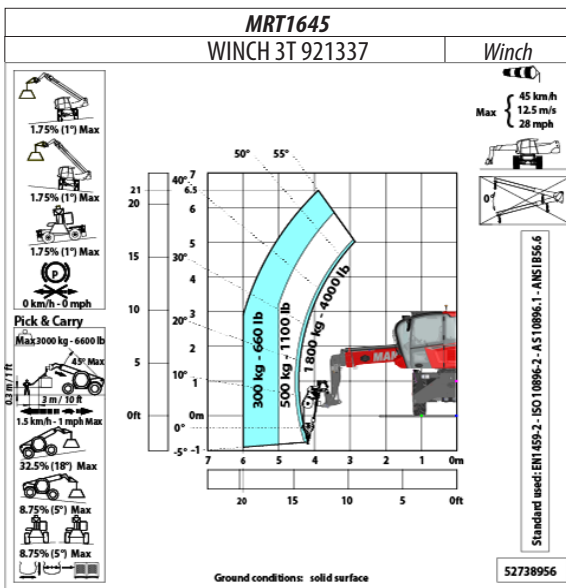 MRT1645
WINCH 3T 921337
Winch
1.75% (1°) Max
1.75% (1°) Max
1.75% (1°) Max
P
0 km/h - 0 mph
Pick & Carry
Max 3000 kg - 6600 lb
45° Max
0.3 m / 1 ft
3 m / 10 ft
1.5 km/h - 1 mph Max
32.5% (18°) Max
8.75% (5°) Max
8.75% (5°) Max
Max
45 km/h
12.5 m/s
28 mph
0°
50°
55°
40°
30°
20°
10°
0°
-5°
21
20
15
10
5
0ft
7
6.5
6
5
4
3
2
1
0m
-1
300 kg - 660 lb
500 kg - 1100 lb
1800 kg - 4000 lb
MAN
7 6 5 4 3 2 1 0m
20 15 10 5 0ft
Ground conditions: solid surface
Standard used: EN1459-2 - ISO 10896-2 - AS10896.1 - ANSI B56.6
52738956